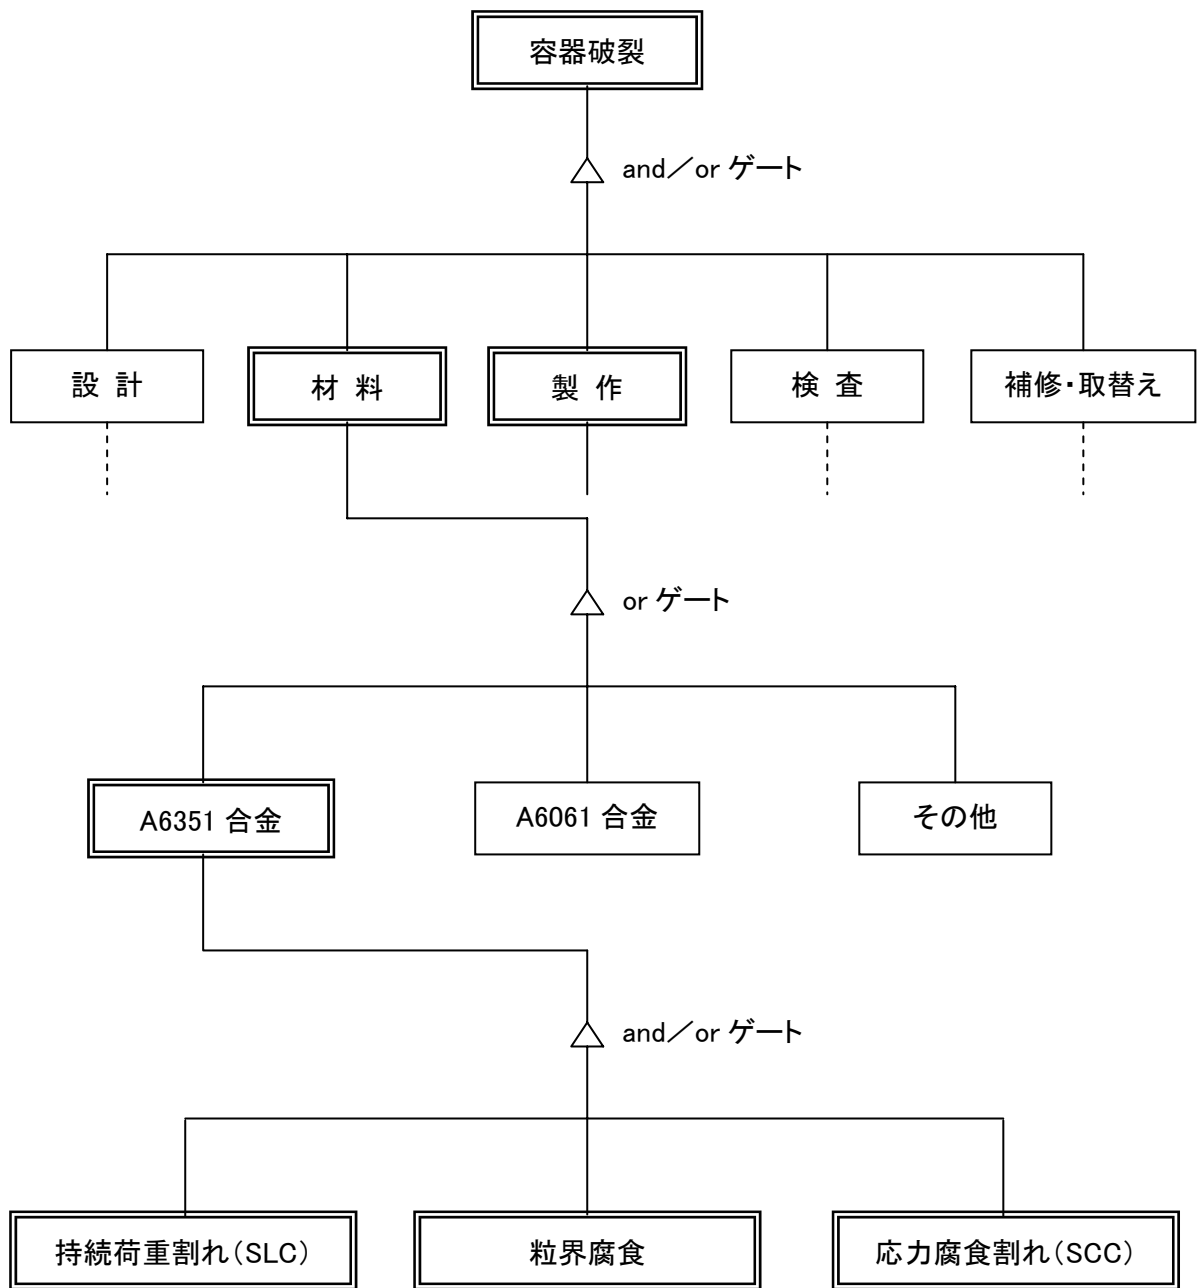 容器破裂
and／or ゲート
設 計
材 料
製 作
検 査
補修・取替え
or ゲート
A6351 合金
A6061 合金
その他
and／or ゲート
持続荷重割れ（SLC）
粒界腐食
応力腐食割れ（SCC）